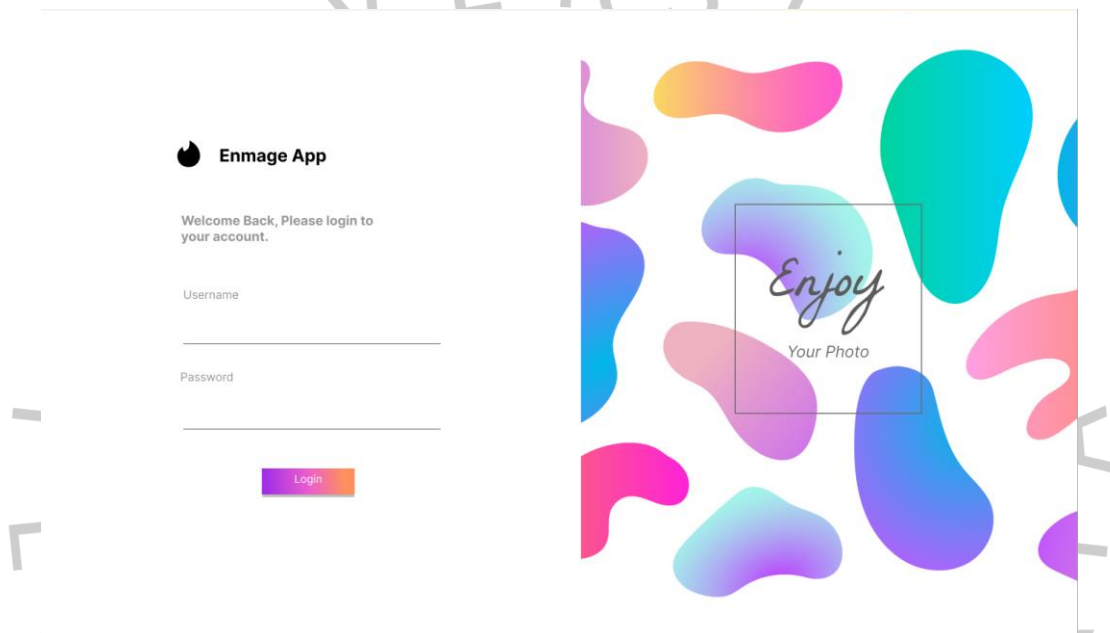 Enmage App
Welcome Back, Please login to
your account.
Username
Password
Login
Enjoy
Your Photo